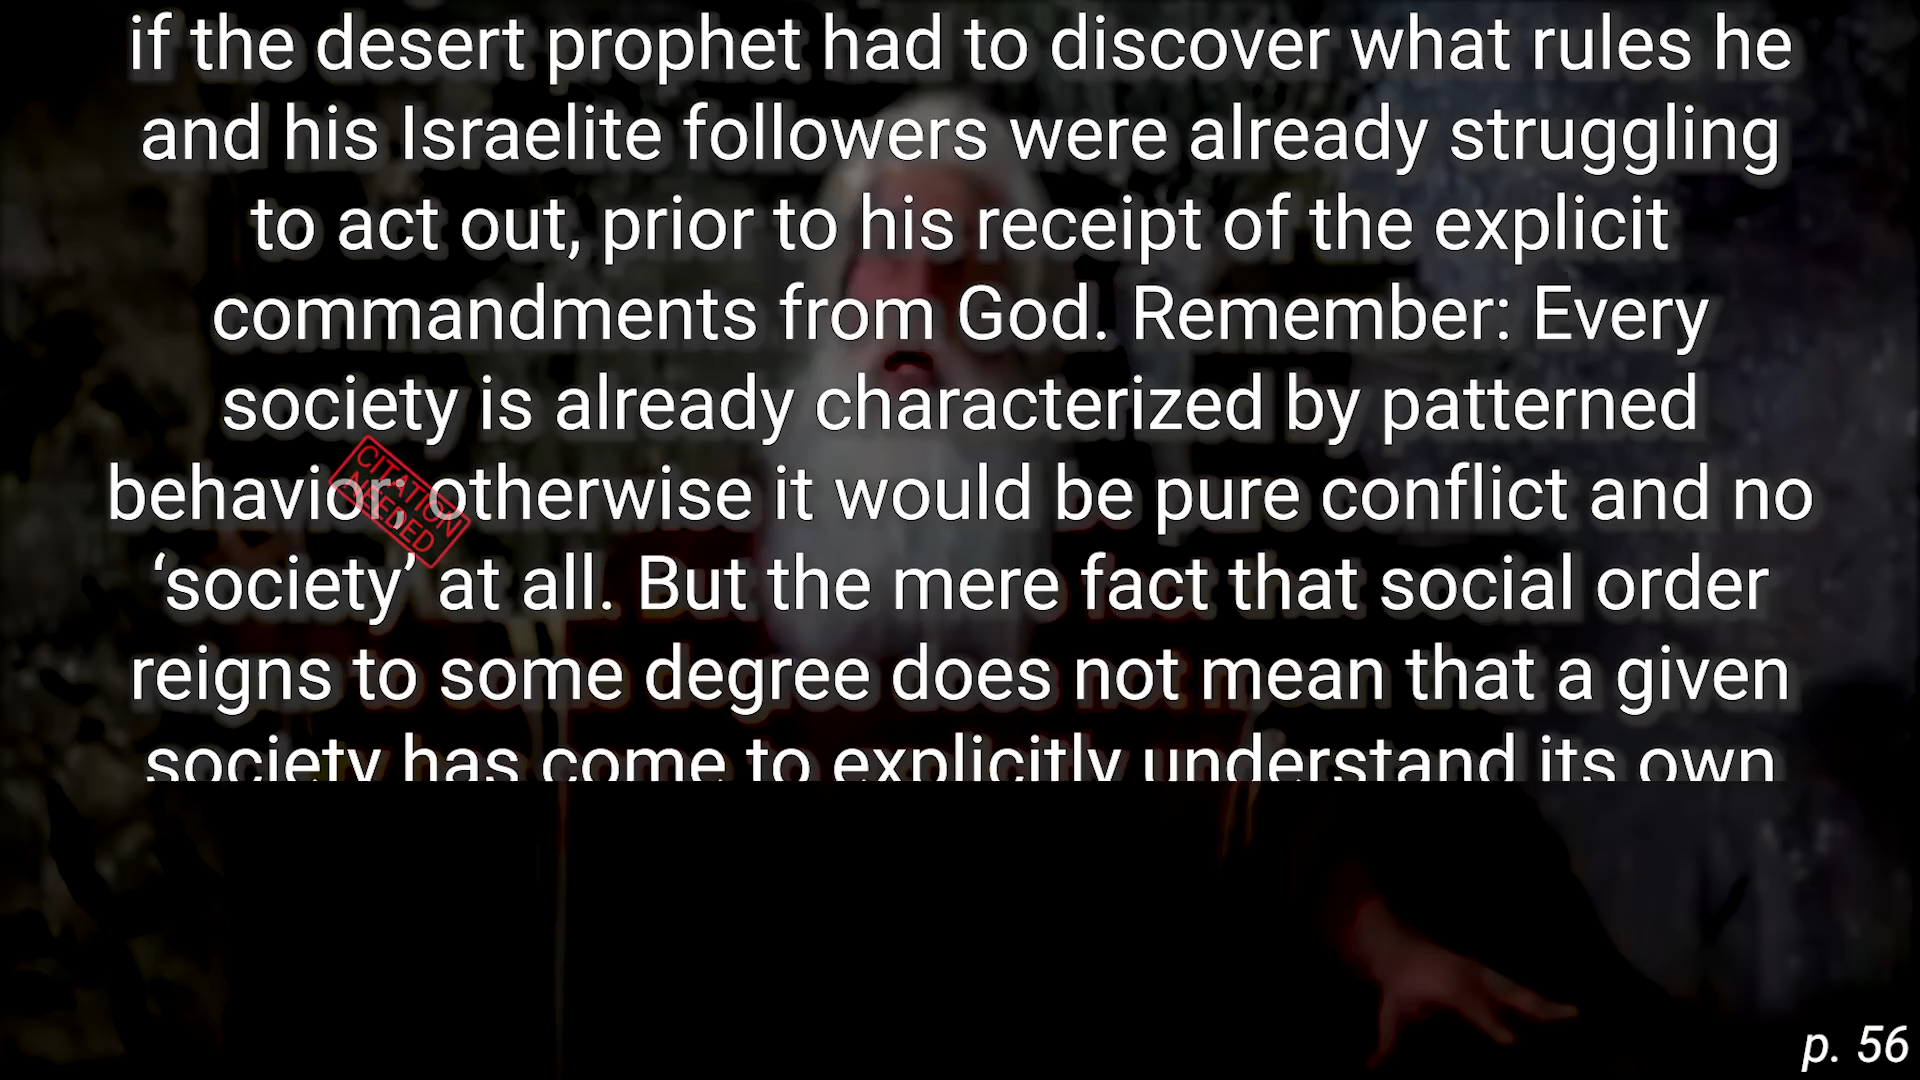 if the desert prophet had to discover what rules he
and his Israelite followers were already struggling
to act out, prior to his receipt of the explicit
commandments from God. Remember: Every
society is already characterized by patterned
behavior; otherwise it would be pure conflict and no
CITATION
NEEDED
‘society’ at all. But the mere fact that social order
reigns to some degree does not mean that a given
society has come to explicitly understand its own
p. 56